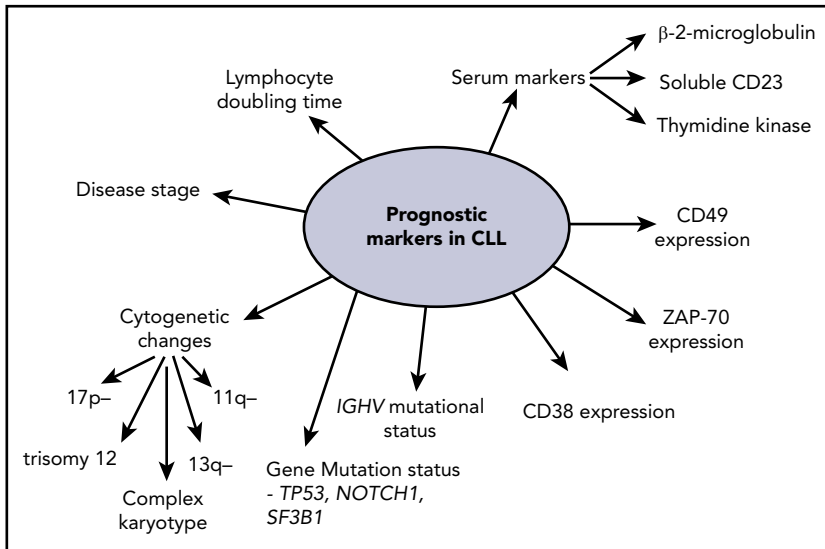 β-2-microglobulin
Lymphocyte
doubling time
Serum markers
Soluble CD23
Thymidine kinase
Disease stage
Prognostic
markers in CLL
CD49
expression
Cytogenetic
changes
ZAP-70
expression
17p–
11q–
IGHV mutational
status
CD38 expression
trisomy 12
13q–
Complex
karyotype
Gene Mutation status
- TP53, NOTCH1,
SF3B1